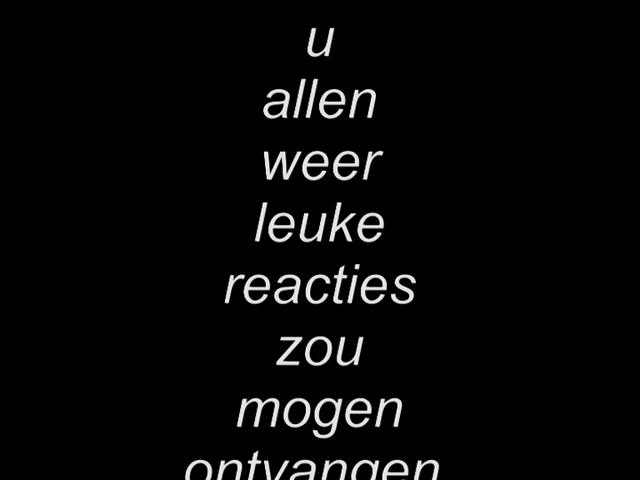 u
allen
weer
leuke
reacties
zou
mogen
ontvangen